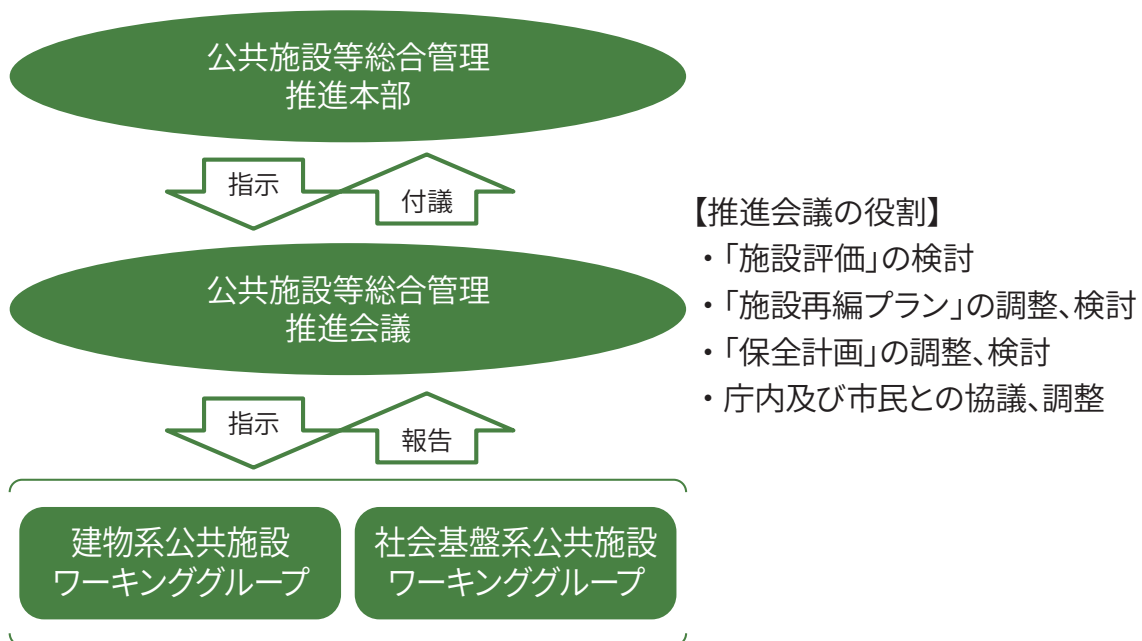 公共施設等総合管理
推進本部
指示
付議
公共施設等総合管理
推進会議
【推進会議の役割】
・「施設評価」の検討
・「施設再編プラン」の調整、検討
・「保全計画」の調整、検討
・庁内及び市民との協議、調整
指示
報告
建物系公共施設
ワーキンググループ
社会基盤系公共施設
ワーキンググループ